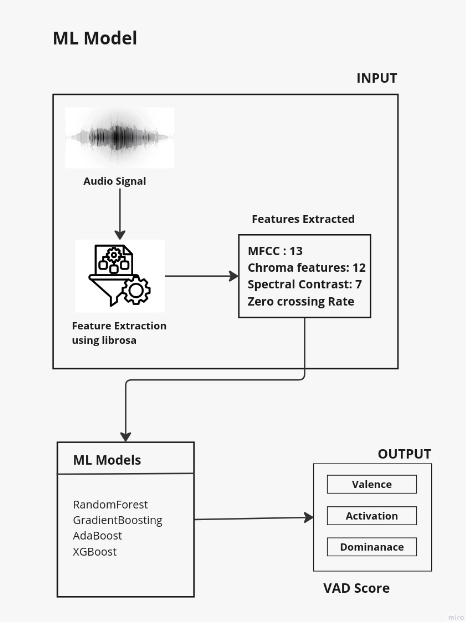 ML Model
INPUT
Audio Signal
Features Extracted
MFCC : 13
Chroma features: 12
Spectral Contrast: 7
Zero crossing Rate
Feature Extraction
using librosa
ML Models
RandomForest
GradientBoosting
AdaBoost
XGBoost
OUTPUT
Valence
Activation
Dominanace
VAD Score
miro